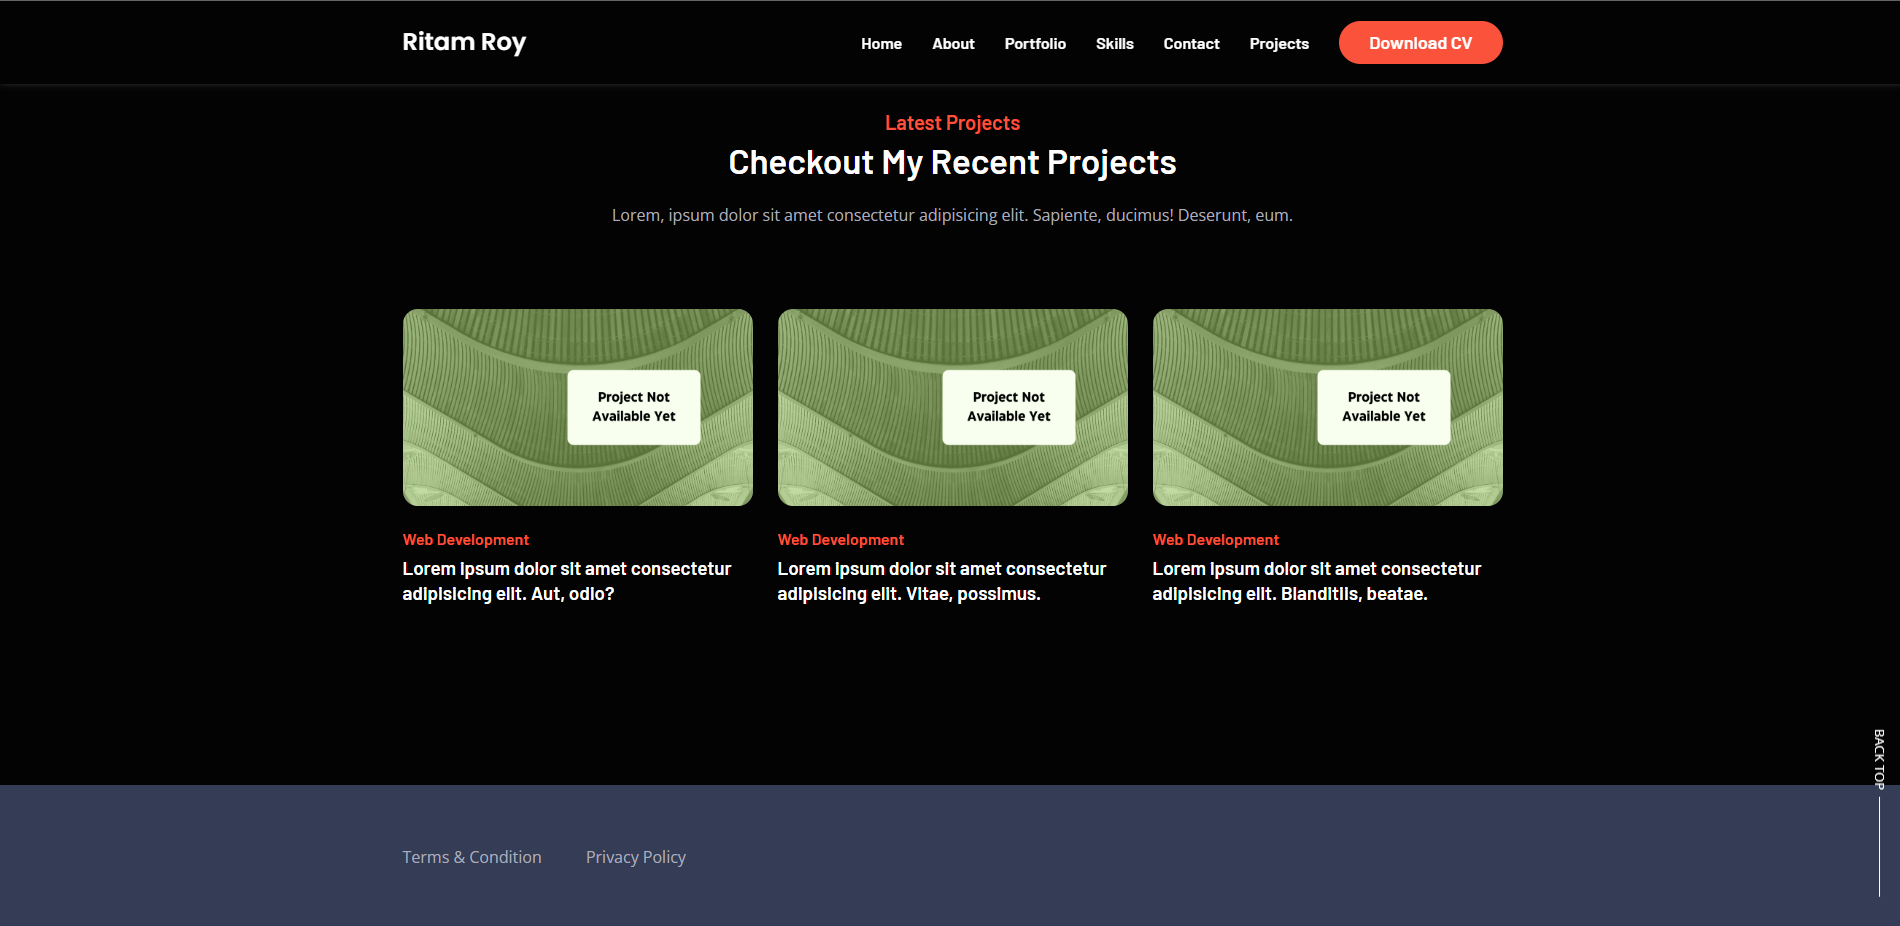 Ritam Roy
Home About Portfolio Skills Contact Projects Download CV
Latest Projects
Checkout My Recent Projects
Lorem, ipsum dolor sit amet consectetur adipisicing elit. Sapiente, ducimus! Deserunt, eum.
Project Not
Available Yet
Web Development
Lorem ipsum dolor sit amet consectetur
adipisicing elit. Aut, odio?
Project Not
Available Yet
Web Development
Lorem ipsum dolor sit amet consectetur
adipisicing elit. Vitae, possimus.
Project Not
Available Yet
Web Development
Lorem ipsum dolor sit amet consectetur
adipisicing elit. Blanditiis, beatae.
BACK TOP
Terms & Condition Privacy Policy